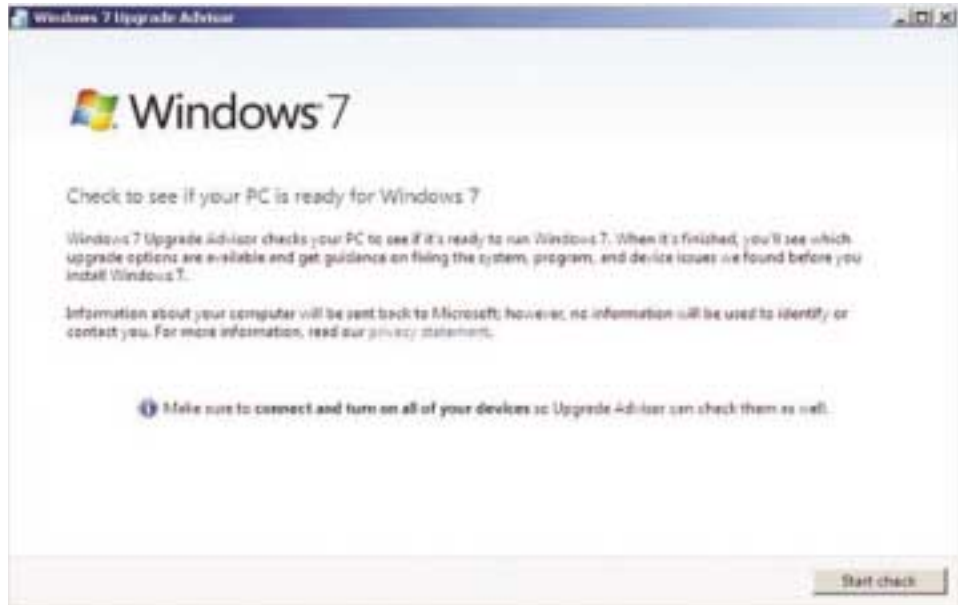 Windows 7 Upgrade Advisor
Windows 7
Check to see if your PC is ready for Windows 7
Windows 7 Upgrade Advisor checks your PC to see if it's ready to run Windows 7. When it's finished, you'll see which
upgrade options are available and get guidance on fixing the system, program, and device issues we found before you
install Windows 7.
Information about your computer will be sent back to Microsoft; however, no information will be used to identify or
contact you. For more information, read our privacy statement.
Make sure to connect and turn on all of your devices so Upgrade Advisor can check them as well.
Start check